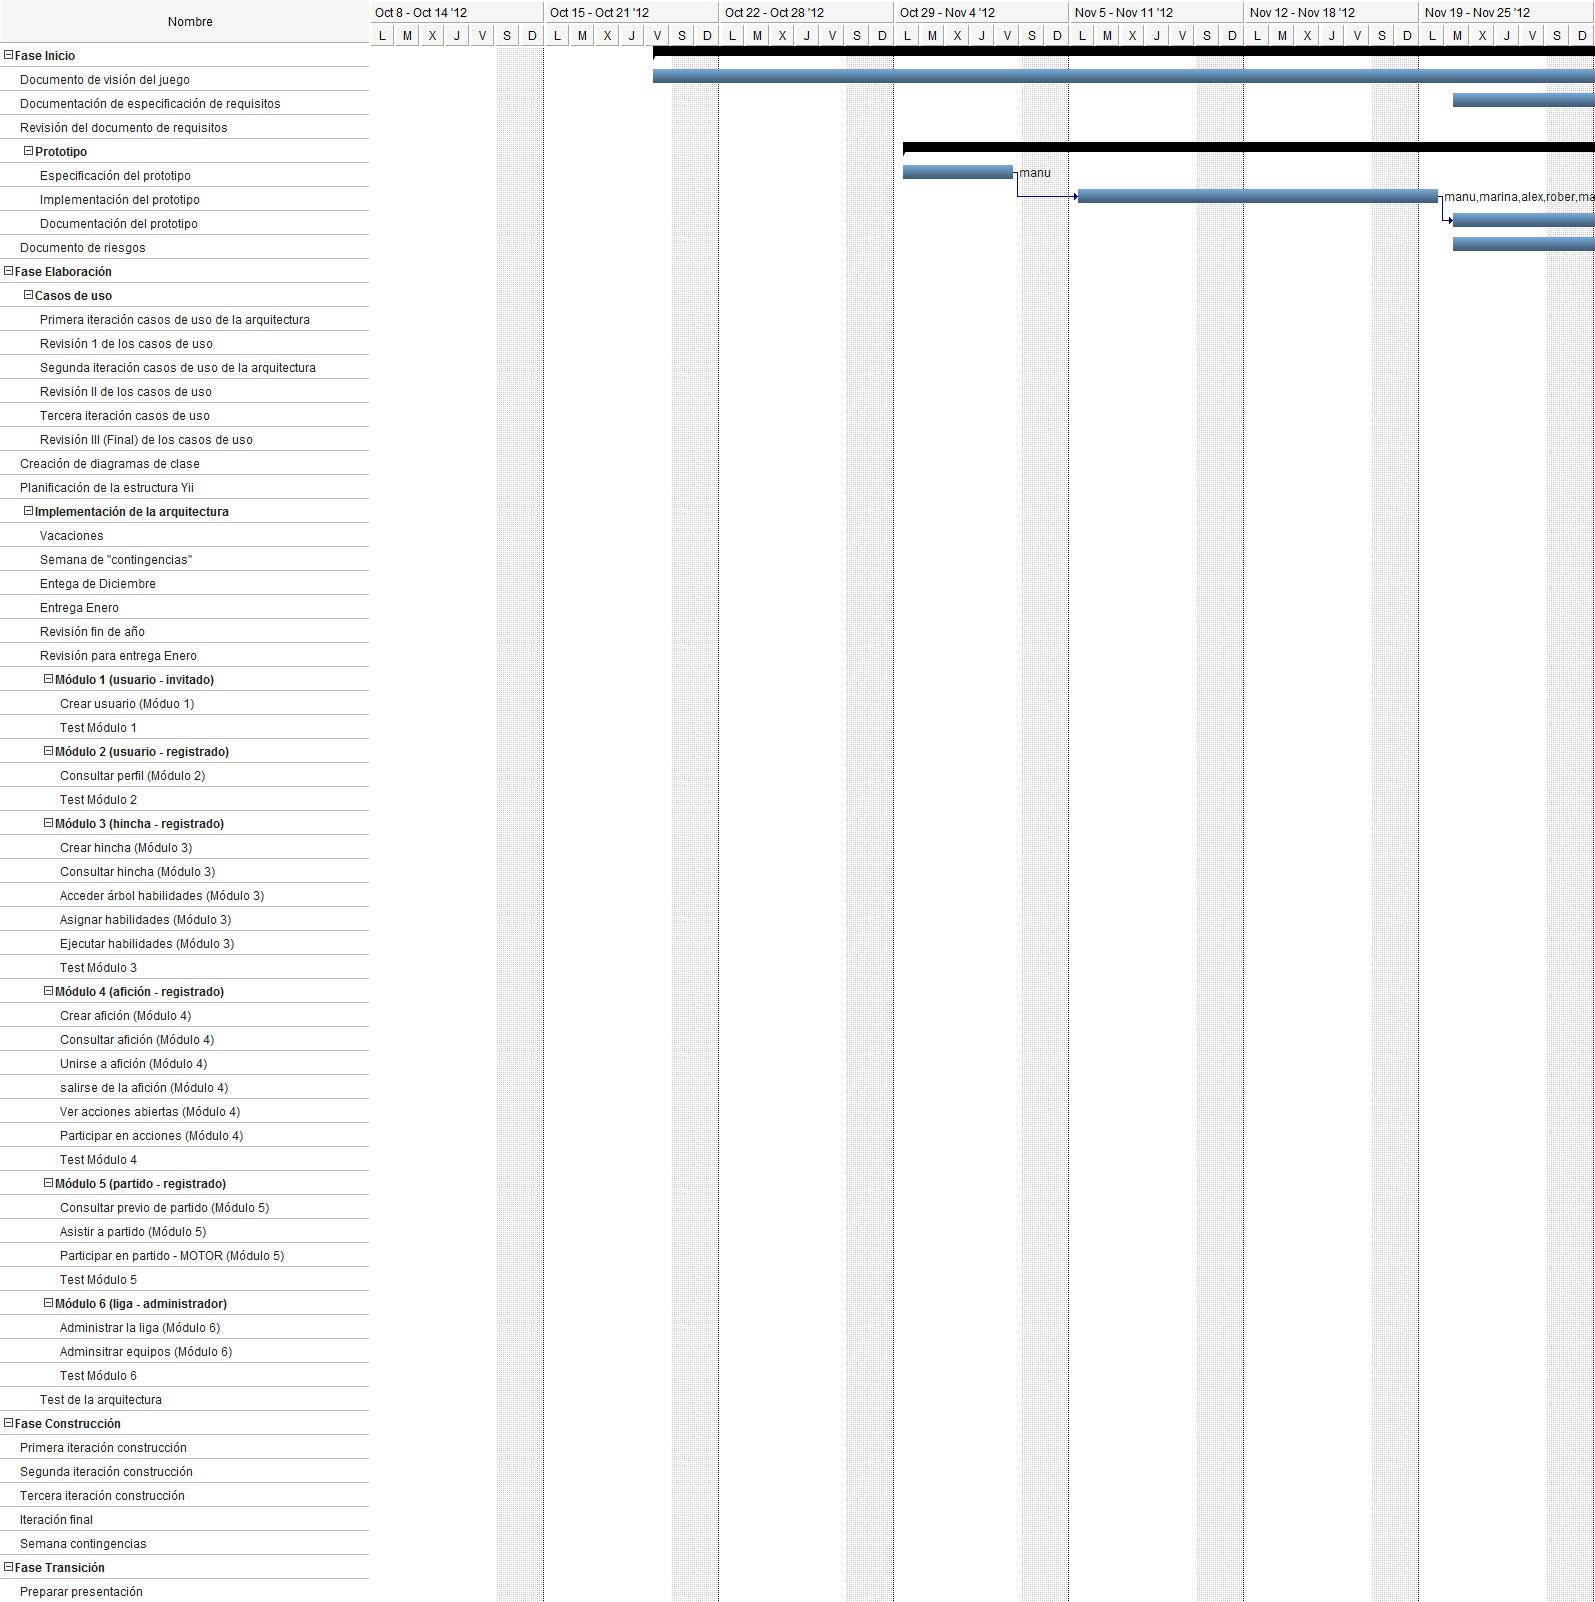 Nombre
Oct 8 - Oct 14 '12 Oct 15 - Oct 21 '12 Oct 22 - Oct 28 '12 Oct 29 - Nov 4 '12 Nov 5 - Nov 11 '12 Nov 12 - Nov 18 '12 Nov 19 - Nov 25 '12
L M X J V S D L M X J V S D L M X J V S D L M X J V S D L M X J V S D L M X J V S D L M X J V S D
Fase Inicio
Documento de visión del juego
Documentación de especificación de requisitos
Revisión del documento de requisitos
Prototipo
Especificación del prototipo manu
Implementación del prototipo manu,marina,alex,rober,ma
Documentación del prototipo
Documento de riesgos
Fase Elaboración
Casos de uso
Primera iteración casos de uso de la arquitectura
Revisión 1 de los casos de uso
Segunda iteración casos de uso de la arquitectura
Revisión II de los casos de uso
Tercera iteración casos de uso
Revisión III (Final) de los casos de uso
Creación de diagramas de clase
Planificación de la estructura Yii
Implementación de la arquitectura
Vacaciones
Semana de "contingencias"
Entega de Diciembre
Entrega Enero
Revisión fin de año
Revisión para entrega Enero
Módulo 1 (usuario - invitado)
Crear usuario (Móduo 1)
Test Módulo 1
Módulo 2 (usuario - registrado)
Consultar perfil (Módulo 2)
Test Módulo 2
Módulo 3 (hincha - registrado)
Crear hincha (Módulo 3)
Consultar hincha (Módulo 3)
Acceder árbol habilidades (Módulo 3)
Asignar habilidades (Módulo 3)
Ejecutar habilidades (Módulo 3)
Test Módulo 3
Módulo 4 (afición - registrado)
Crear afición (Módulo 4)
Consultar afición (Módulo 4)
Unirse a afición (Módulo 4)
salirse de la afición (Módulo 4)
Ver acciones abiertas (Módulo 4)
Participar en acciones (Módulo 4)
Test Módulo 4
Módulo 5 (partido - registrado)
Consultar previo de partido (Módulo 5)
Asistir a partido (Módulo 5)
Participar en partido - MOTOR (Módulo 5)
Test Módulo 5
Módulo 6 (liga - administrador)
Administrar la liga (Módulo 6)
Adminsitrar equipos (Módulo 6)
Test Módulo 6
Test de la arquitectura
Fase Construcción
Primera iteración construcción
Segunda iteración construcción
Tercera iteración construcción
Iteración final
Semana contingencias
Fase Transición
Preparar presentación